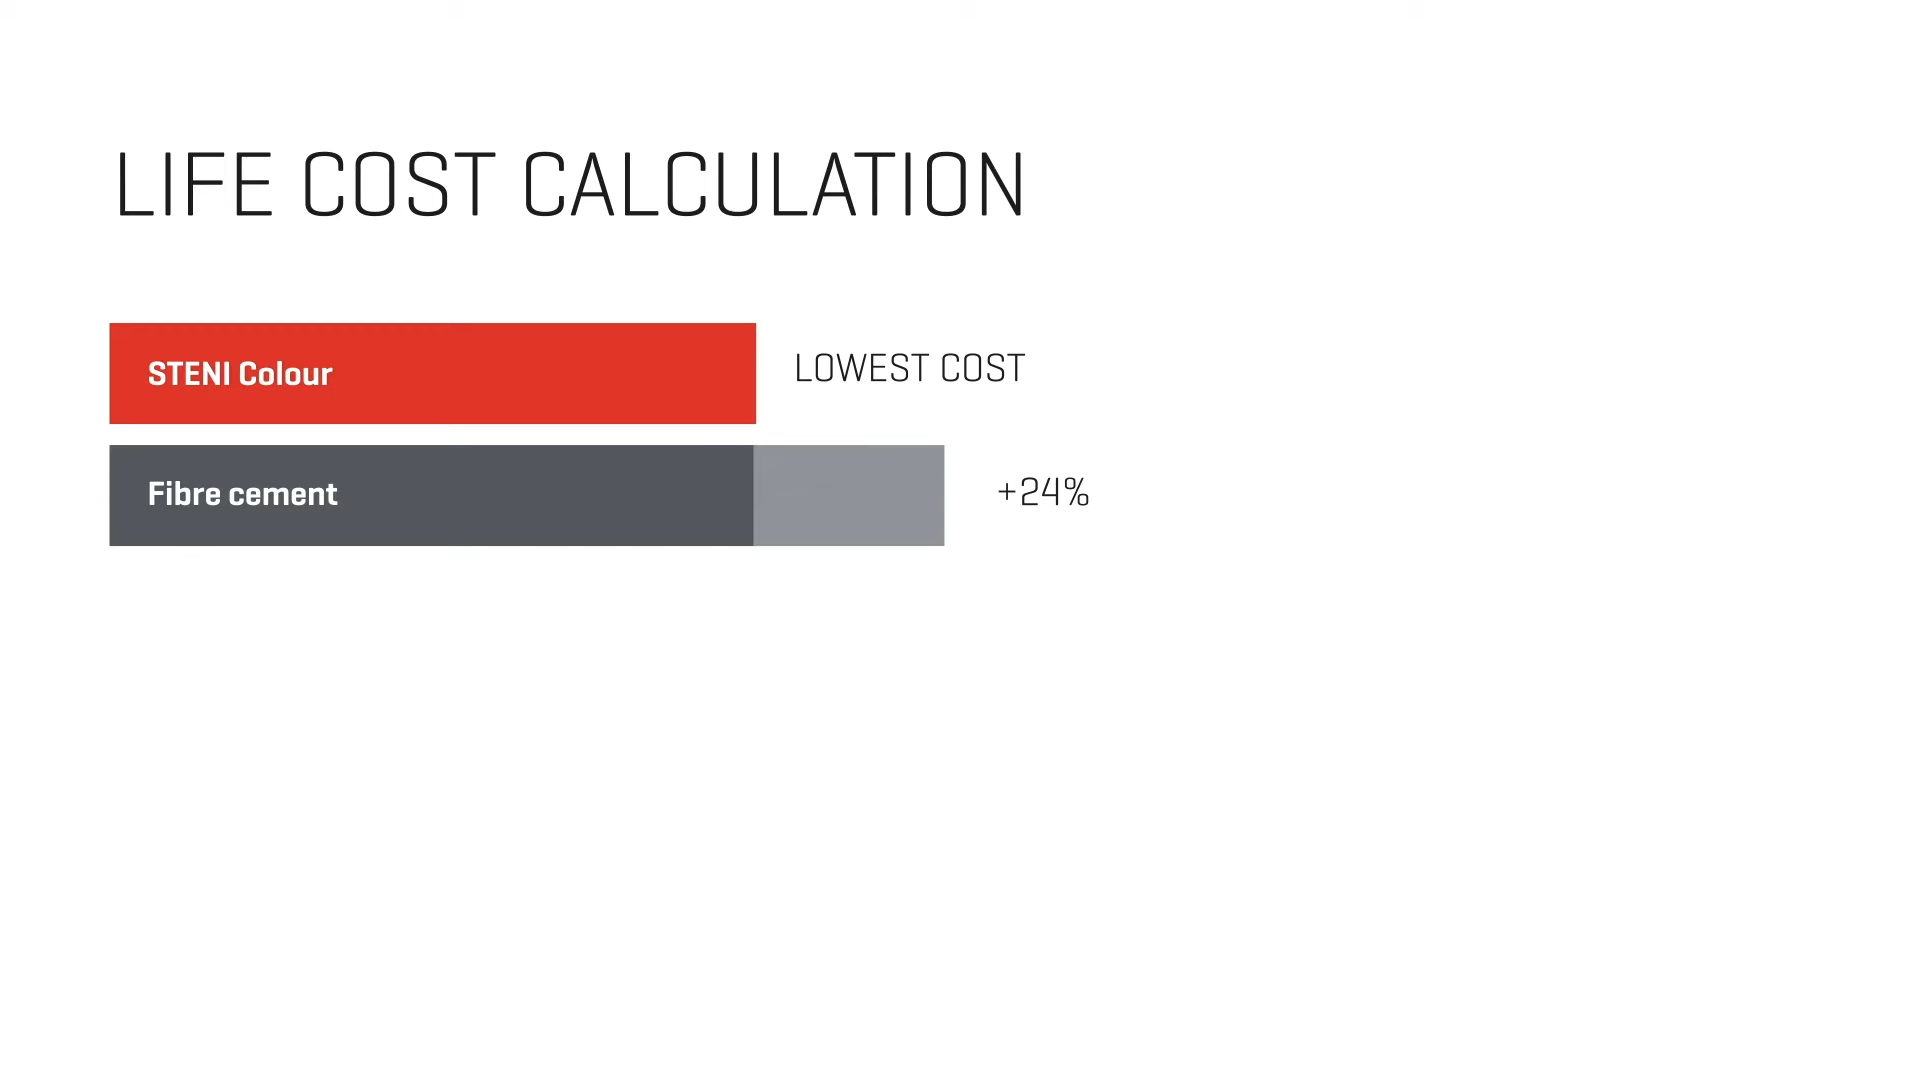 LIFE COST CALCULATION
STENI Colour
LOWEST COST
Fibre cement
+24%